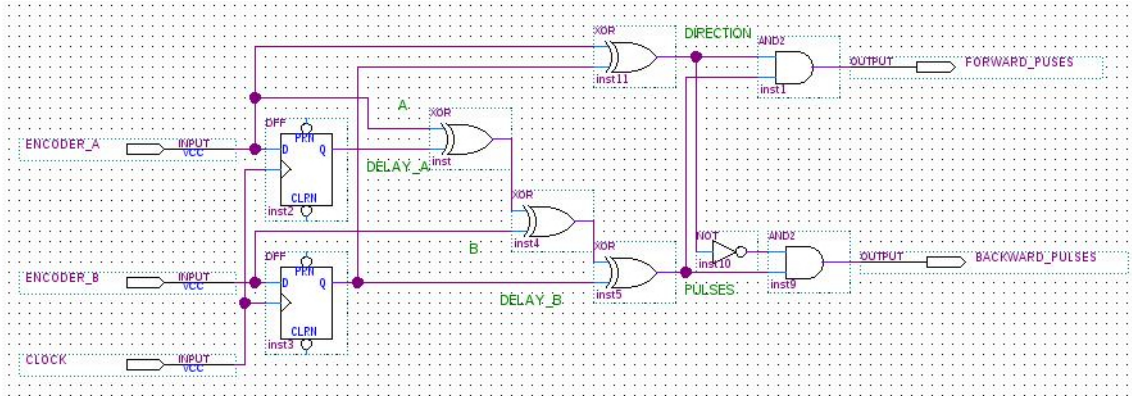 XOR
DIRECTION
AND2
OUTPUT
FORWARD_PUSES
inst11
inst1
A
XOR
DFF
ENCODER_A
INPUT
VCC
PRN
D
Q
inst
DELAY_A
CLRN
inst2
XOR
inst4
B
XOR
NOT
AND2
DFF
OUTPUT
BACKWARD_PULSES
ENCODER_B
INPUT
VCC
PRN
D
Q
inst10
inst5
PULSES
inst9
DELAY_B
CLRN
inst3
CLOCK
INPUT
VCC